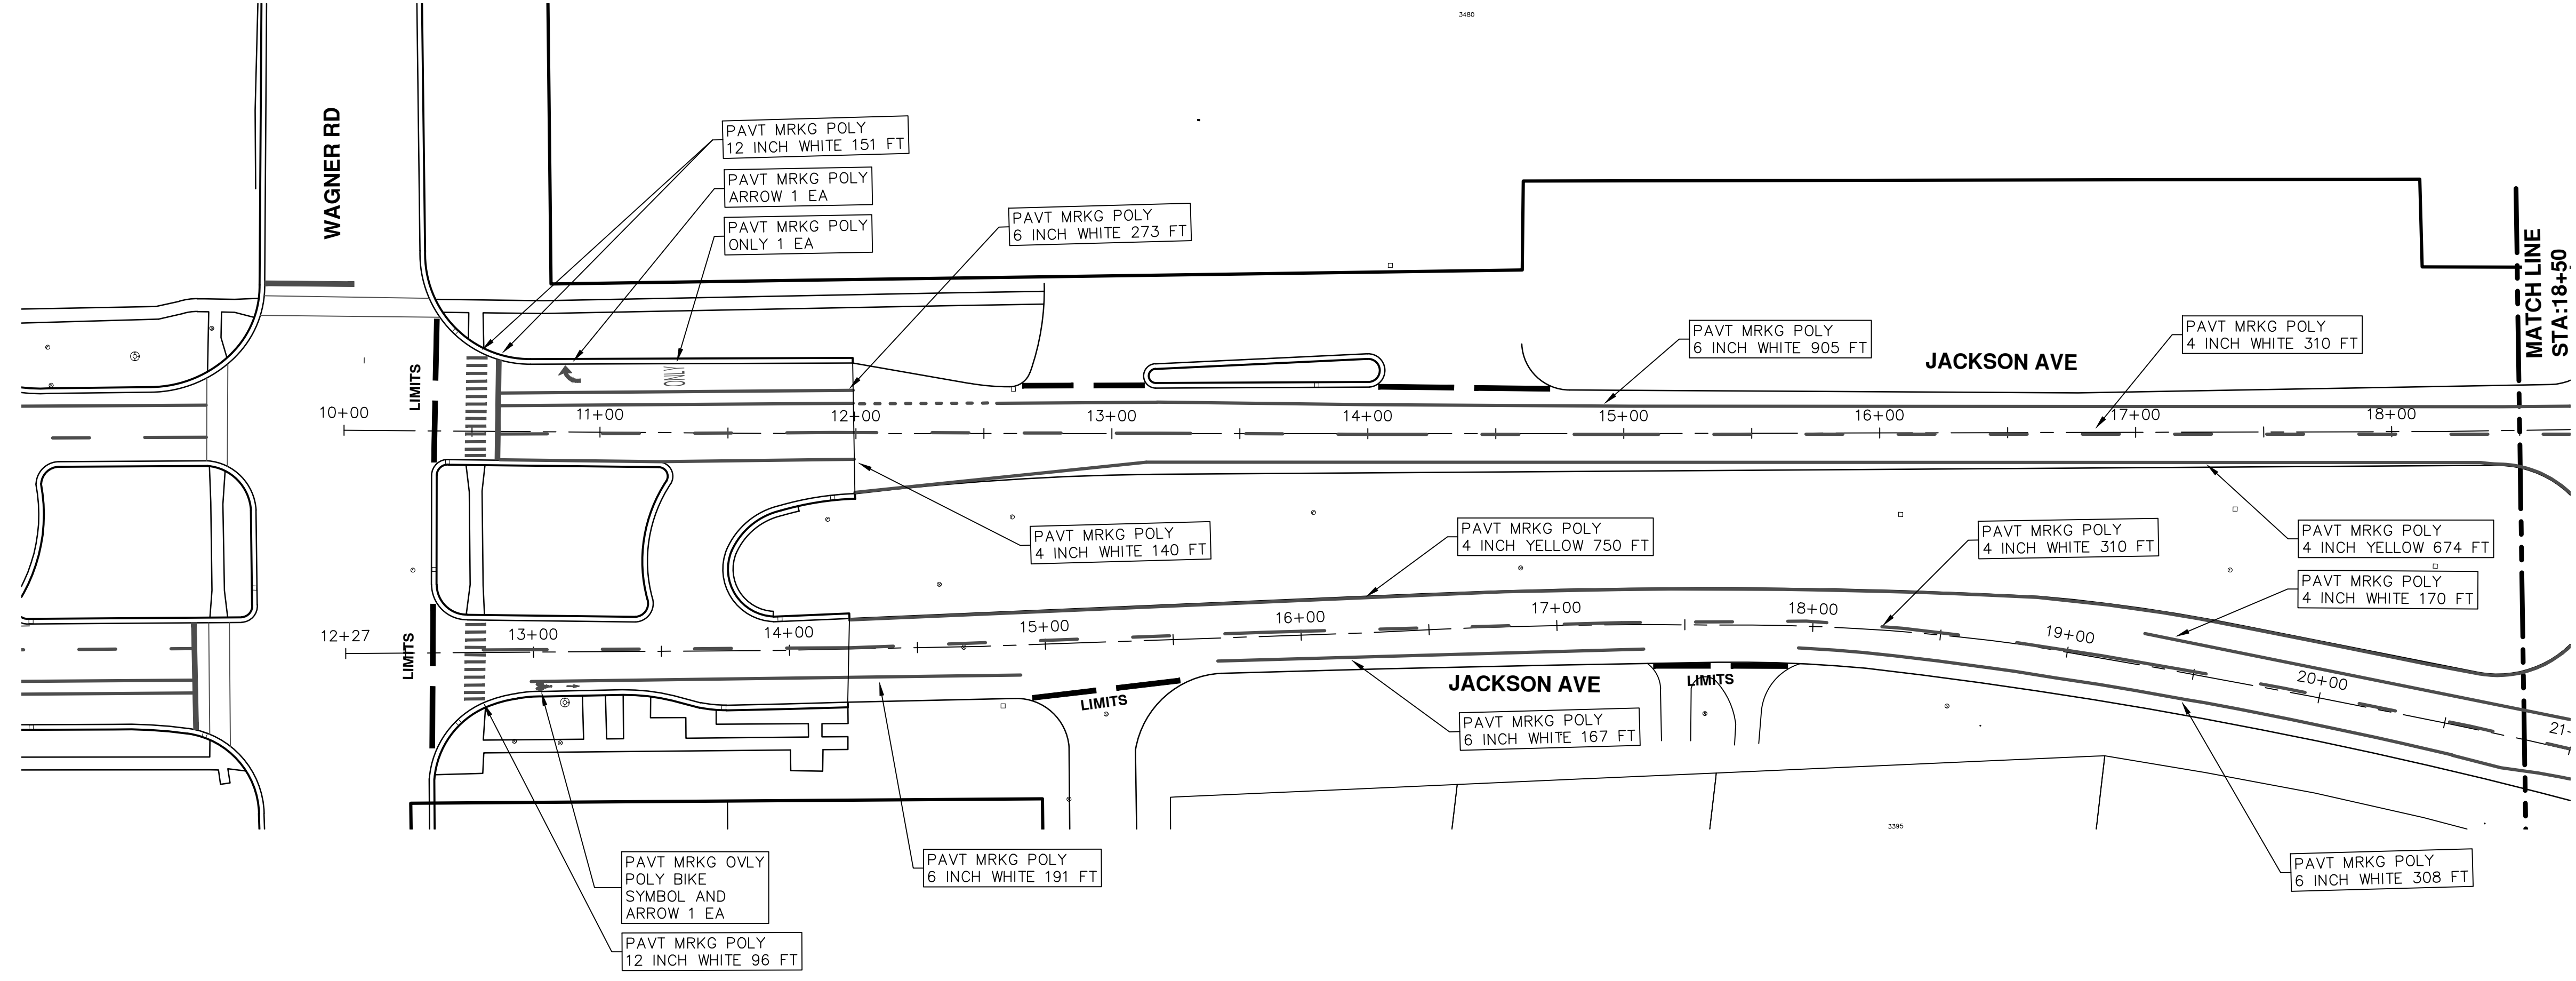 3480
WAGNER RD
PAVT MRKG POLY
12 INCH WHITE 151 FT
PAVT MRKG POLY
ARROW 1 EA
PAVT MRKG POLY
ONLY 1 EA
PAVT MRKG POLY
6 INCH WHITE 273 FT
PAVT MRKG POLY
6 INCH WHITE 905 FT
JACKSON AVE
PAVT MRKG POLY
4 INCH WHITE 310 FT
MATCH LINE
STA:18+50
LIMITS
ONLY
10+00
11+00
12+00
13+00
14+00
15+00
16+00
17+00
18+00
PAVT MRKG POLY
4 INCH WHITE 140 FT
PAVT MRKG POLY
4 INCH YELLOW 750 FT
PAVT MRKG POLY
4 INCH WHITE 310 FT
PAVT MRKG POLY
4 INCH YELLOW 674 FT
PAVT MRKG POLY
4 INCH WHITE 170 FT
12+27
LIMITS
13+00
14+00
15+00
16+00
17+00
18+00
19+00
20+00
21-
LIMITS
JACKSON AVE
LIMITS
PAVT MRKG POLY
6 INCH WHITE 167 FT
3395
PAVT MRKG OVLY
POLY BIKE
SYMBOL AND
ARROW 1 EA
PAVT MRKG POLY
6 INCH WHITE 191 FT
PAVT MRKG POLY
6 INCH WHITE 308 FT
PAVT MRKG POLY
12 INCH WHITE 96 FT